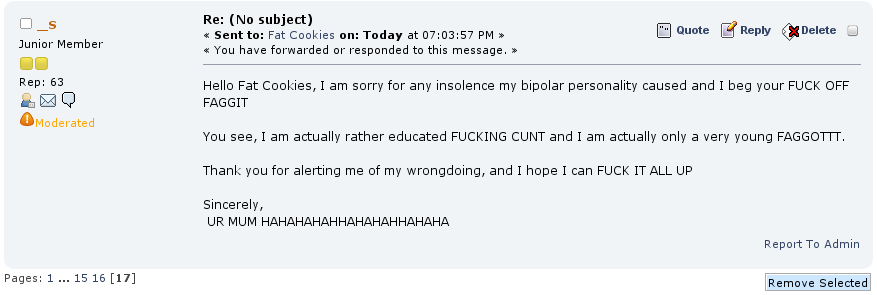 _s
Junior Member
Rep: 63
Moderated
Re: (No subject)
« Sent to: Fat Cookies on: Today at 07:03:57 PM »
« You have forwarded or responded to this message. »
Quote Reply Delete
Hello Fat Cookies, I am sorry for any insolence my bipolar personality caused and I beg your FUCK OFF
FAGGIT
You see, I am actually rather educated FUCKING CUNT and I am actually only a very young FAGGOTTT.
Thank you for alerting me of my wrongdoing, and I hope I can FUCK IT ALL UP
Sincerely,
UR MUM HAHAHAHAHHAHAHAHHAHAHA
Report To Admin
Pages: 1 ... 15 16 [17]
Remove Selected